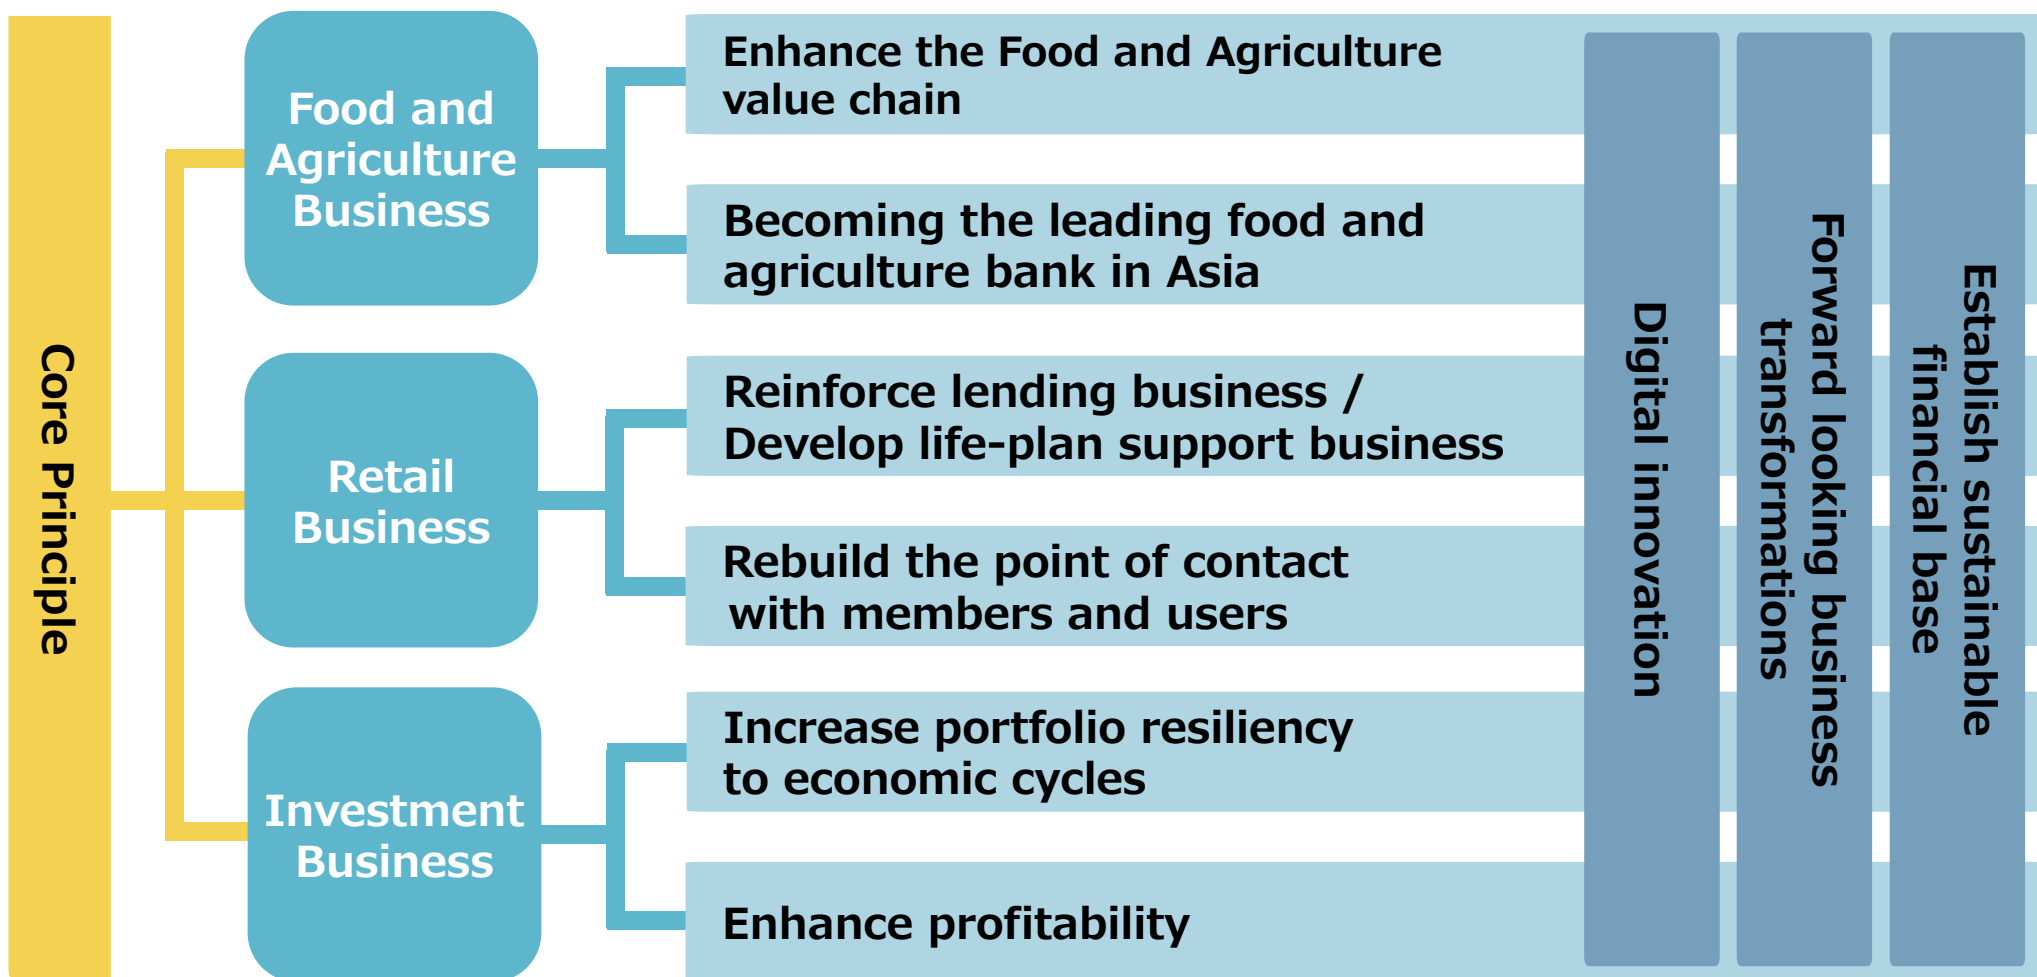 Core Principle
Food and
Agriculture
Business
Enhance the Food and Agriculture
value chain
Becoming the leading food and
agriculture bank in Asia
Retail
Business
Reinforce lending business /
Develop life-plan support business
Rebuild the point of contact
with members and users
Investment
Business
Increase portfolio resiliency
to economic cycles
Enhance profitability
Digital innovation
Forward looking business
transformations
Establish sustainable
financial base